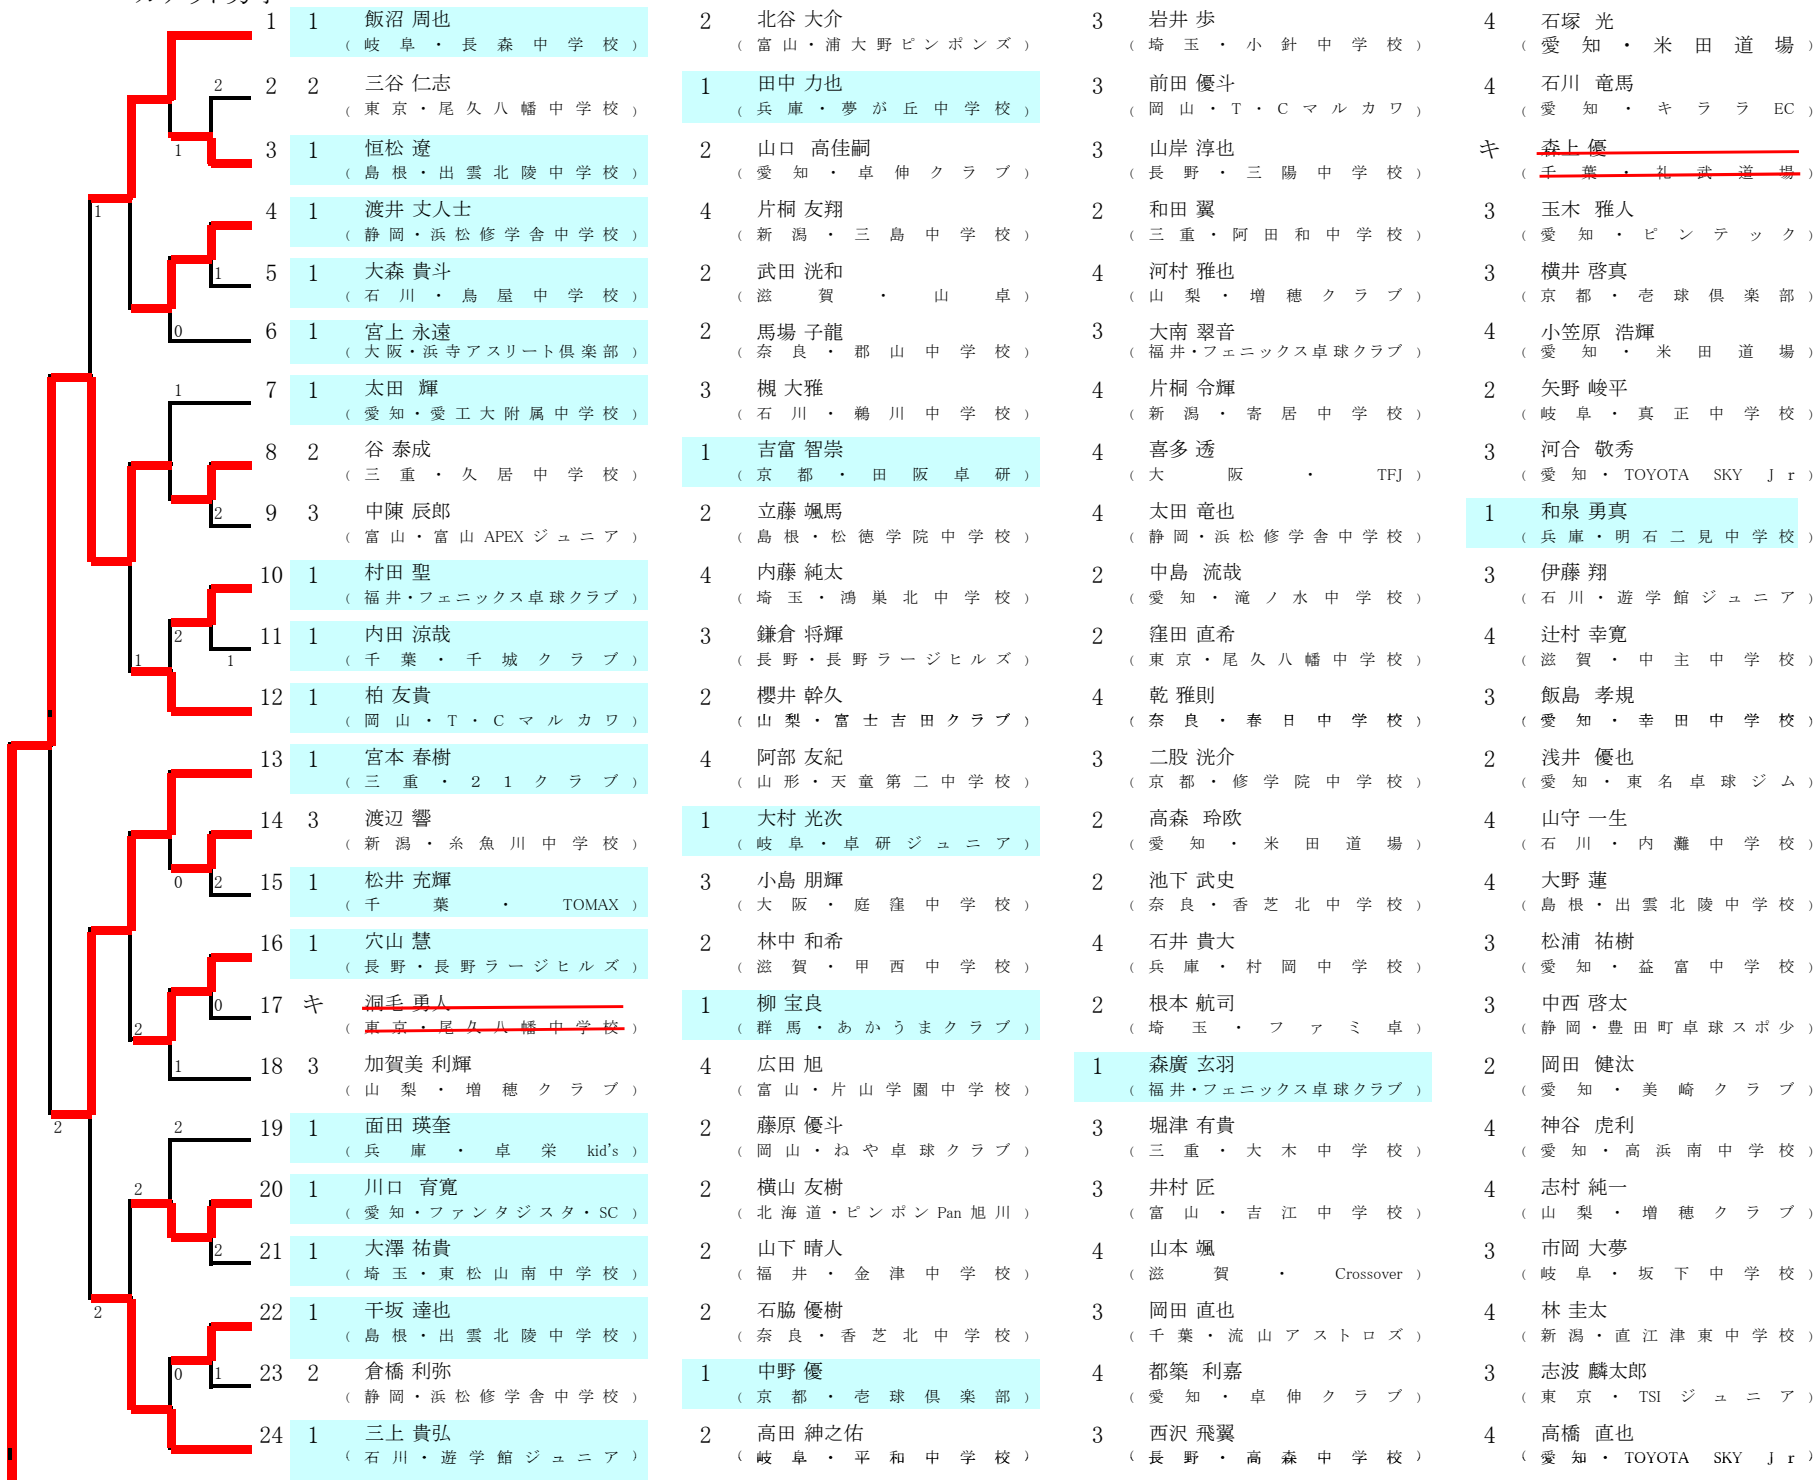 1 1 飯沼 周也 2 北谷 大介 3 岩井 歩 4 石塚 光
(岐阜・長森中学校) (富山・浦大野ピンポンズ) (埼玉・小針中学校) (愛知・米田道場)
2 2 2 三谷 仁志 1 田中 力也 3 前田 優斗 4 石川 竜馬
(東京・尾久八幡中学校) (兵庫・夢が丘中学校) (岡山・T・Cマルカワ) (愛知・キララEC)
1 3 1 恒松 遼 2 山口 高佳嗣 3 山岸 淳也 キ 森上 優
(島根・出雲北陵中学校) (愛知・卓伸クラブ) (長野・三陽中学校) (千葉・礼武道場)
1 4 1 渡井 丈人士 4 片桐 友翔 2 和田 翼 3 玉木 雅人
(静岡・浜松修学舎中学校) (新潟・三島中学校) (三重・阿田和中学校) (愛知・ピンテック)
1 5 1 大森 貴斗 2 武田 洸和 4 河村 雅也 3 横井 啓真
(石川・鳥屋中学校) (滋賀・山卓) (山梨・増穂クラブ) (京都・壱球倶楽部)
0 6 1 宮上 永遠 2 馬場 子龍 3 大南 翠音 4 小笠原 浩輝
(大阪・浜寺アスリート倶楽部) (奈良・郡山中学校) (福井・フェニックス卓球クラブ) (愛知・米田道場)
1 7 1 太田 輝 3 槻 大雅 4 片桐 令輝 2 矢野 峻平
(愛知・愛工大附属中学校) (石川・鵜川中学校) (新潟・寄居中学校) (岐阜・真正中学校)
8 2 谷 泰成 1 吉富 智崇 4 喜多 透 3 河合 敬秀
(三重・久居中学校) (京都・田阪卓研) (大阪・TFJ) (愛知・TOYOTA SKY Jr)
2 9 3 中陳 辰郎 2 立藤 颯馬 4 太田 竜也 1 和泉 勇真
(富山・富山APEXジュニア) (島根・松徳学院中学校) (静岡・浜松修学舎中学校) (兵庫・明石二見中学校)
10 1 村田 聖 4 内藤 純太 2 中島 流哉 3 伊藤 翔
(福井・フェニックス卓球クラブ) (埼玉・鴻巣北中学校) (愛知・滝ノ水中学校) (石川・遊学館ジュニア)
2 11 1 内田 涼哉 3 鎌倉 将輝 2 窪田 直希 4 辻村 幸寛
1 1 (千葉・千城クラブ) (長野・長野ラージヒルズ) (東京・尾久八幡中学校) (滋賀・中主中学校)
12 1 柏 友貴 2 櫻井 幹久 4 乾 雅則 3 飯島 孝規
(岡山・T・Cマルカワ) (山梨・富士吉田クラブ) (奈良・春日中学校) (愛知・幸田中学校)
13 1 宮本 春樹 4 阿部 友紀 3 二股 洸介 2 浅井 優也
(三重・21クラブ) (山形・天童第二中学校) (京都・修学院中学校) (愛知・東名卓球ジム)
14 3 渡辺 響 1 大村 光次 2 高森 玲欧 4 山守 一生
(新潟・糸魚川中学校) (岐阜・卓研ジュニア) (愛知・米田道場) (石川・内灘中学校)
0 2 15 1 松井 充輝 3 小島 朋輝 2 池下 武史 4 大野 蓮
(千葉・TOMAX) (大阪・庭窪中学校) (奈良・香芝北中学校) (島根・出雲北陵中学校)
16 1 穴山 慧 2 林中 和希 4 石井 貴大 3 松浦 祐樹
(長野・長野ラージヒルズ) (滋賀・甲西中学校) (兵庫・村岡中学校) (愛知・益富中学校)
0 17 キ 洞毛 勇人 1 柳 宝良 2 根本 航司 3 中西 啓太
2 (東京・尾久八幡中学校) (群馬・あかうまクラブ) (埼玉・ファミ卓) (静岡・豊田町卓球スポ少)
1 18 3 加賀美 利輝 4 広田 旭 1 森廣 玄羽 2 岡田 健汰
(山梨・増穂クラブ) (富山・片山学園中学校) (福井・フェニックス卓球クラブ) (愛知・美崎クラブ)
2 2 19 1 面田 瑛奎 2 藤原 優斗 3 堀津 有貴 4 神谷 虎利
(兵庫・卓栄kid's) (岡山・ねや卓球クラブ) (三重・大木中学校) (愛知・高浜南中学校)
2 20 1 川口 育寛 2 横山 友樹 3 井村 匠 4 志村 純一
(愛知・ファンタジスタ・SC) (北海道・ピンポンPan旭川) (富山・吉江中学校) (山梨・増穂クラブ)
2 21 1 大澤 祐貴 2 山下 晴人 4 山本 颯 3 市岡 大夢
(埼玉・東松山南中学校) (福井・金津中学校) (滋賀・Crossover) (岐阜・坂下中学校)
2 22 1 干坂 達也 2 石脇 優樹 3 岡田 直也 4 林 圭太
(島根・出雲北陵中学校) (奈良・香芝北中学校) (千葉・流山アストロズ) (新潟・直江津東中学校)
0 1 23 2 倉橋 利弥 1 中野 優 4 都築 利嘉 3 志波 麟太郎
(静岡・浜松修学舎中学校) (京都・壱球倶楽部) (愛知・卓伸クラブ) (東京・TSIジュニア)
24 1 三上 貴弘 2 高田 紳之佑 3 西沢 飛翼 4 高橋 直也
(石川・遊学館ジュニア) (岐阜・平和中学校) (長野・高森中学校) (愛知・TOYOTA SKY Jr)